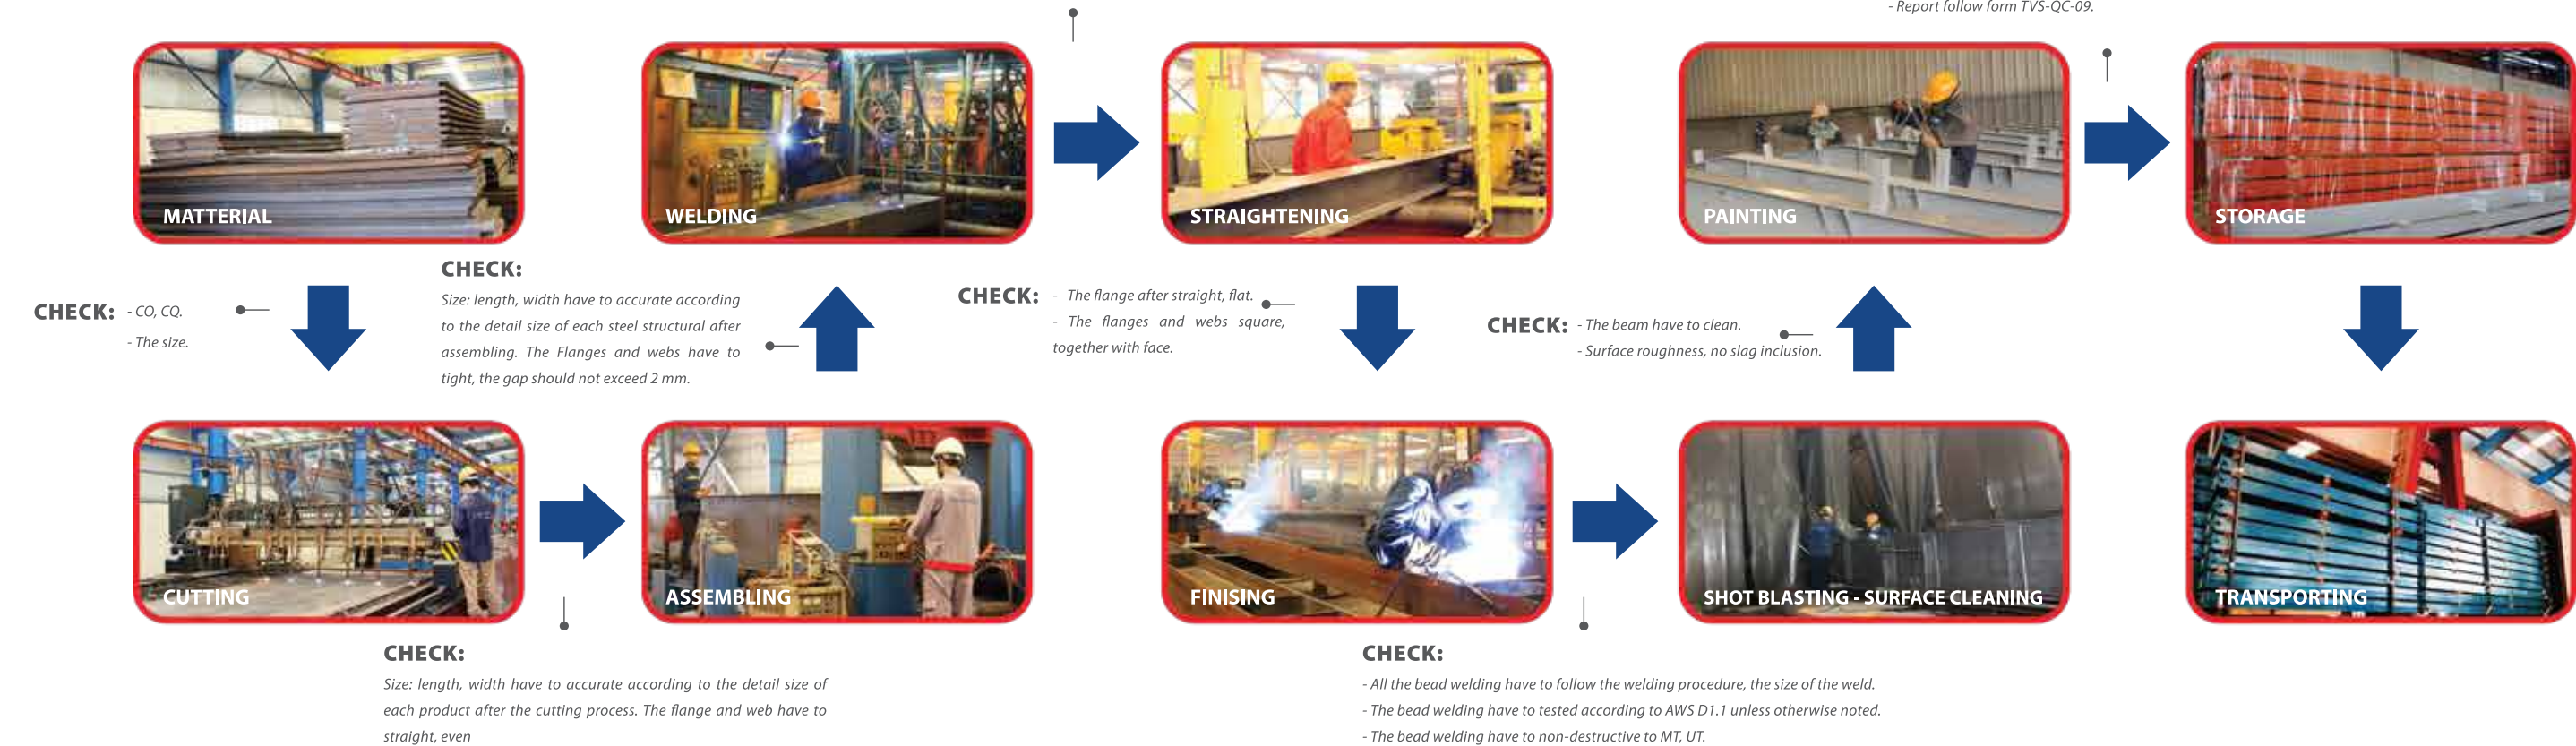 - Report follow form TVS-QC-09.
MATTERIAL
WELDING
STRAIGHTENING
PAINTING
STORAGE
CHECK:
- CO, CQ.
- The size.
CHECK:
Size: length, width have to accurate according
to the detail size of each steel structural after
assembling. The Flanges and webs have to
tight, the gap should not exceed 2 mm.
CHECK:
- The flange after straight, flat.
- The flanges and webs square,
together with face.
CHECK:
- The beam have to clean.
- Surface roughness, no slag inclusion.
CUTTING
ASSEMBLING
FINISING
SHOT BLASTING - SURFACE CLEANING
TRANSPORTING
CHECK:
Size: length, width have to accurate according to the detail size of
each product after the cutting process. The flange and web have to
straight, even
CHECK:
- All the bead welding have to follow the welding procedure, the size of the weld.
- The bead welding have to tested according to AWS D1.1 unless otherwise noted.
- The bead welding have to non-destructive to MT, UT.